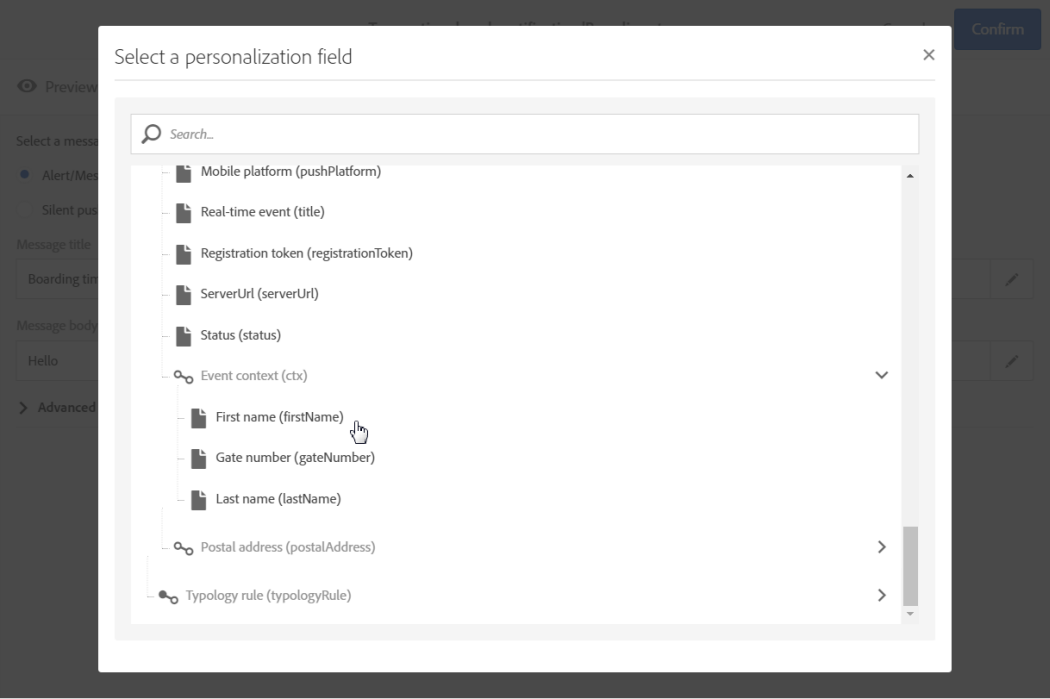 Confirm
Select a personalization field
Preview
Search...
Select a messa
Mobile platform (pushPlatform)
Alert/Mes
Real-time event (title)
Silent pus
Message title
Registration token (registrationToken)
Boarding tim
ServerUrl (serverUrl)
Message body
Status (status)
Hello
Event context (ctx)
Advanced
First name (firstName)
Gate number (gateNumber)
Last name (lastName)
Postal address (postalAddress)
Typology rule (typologyRule)